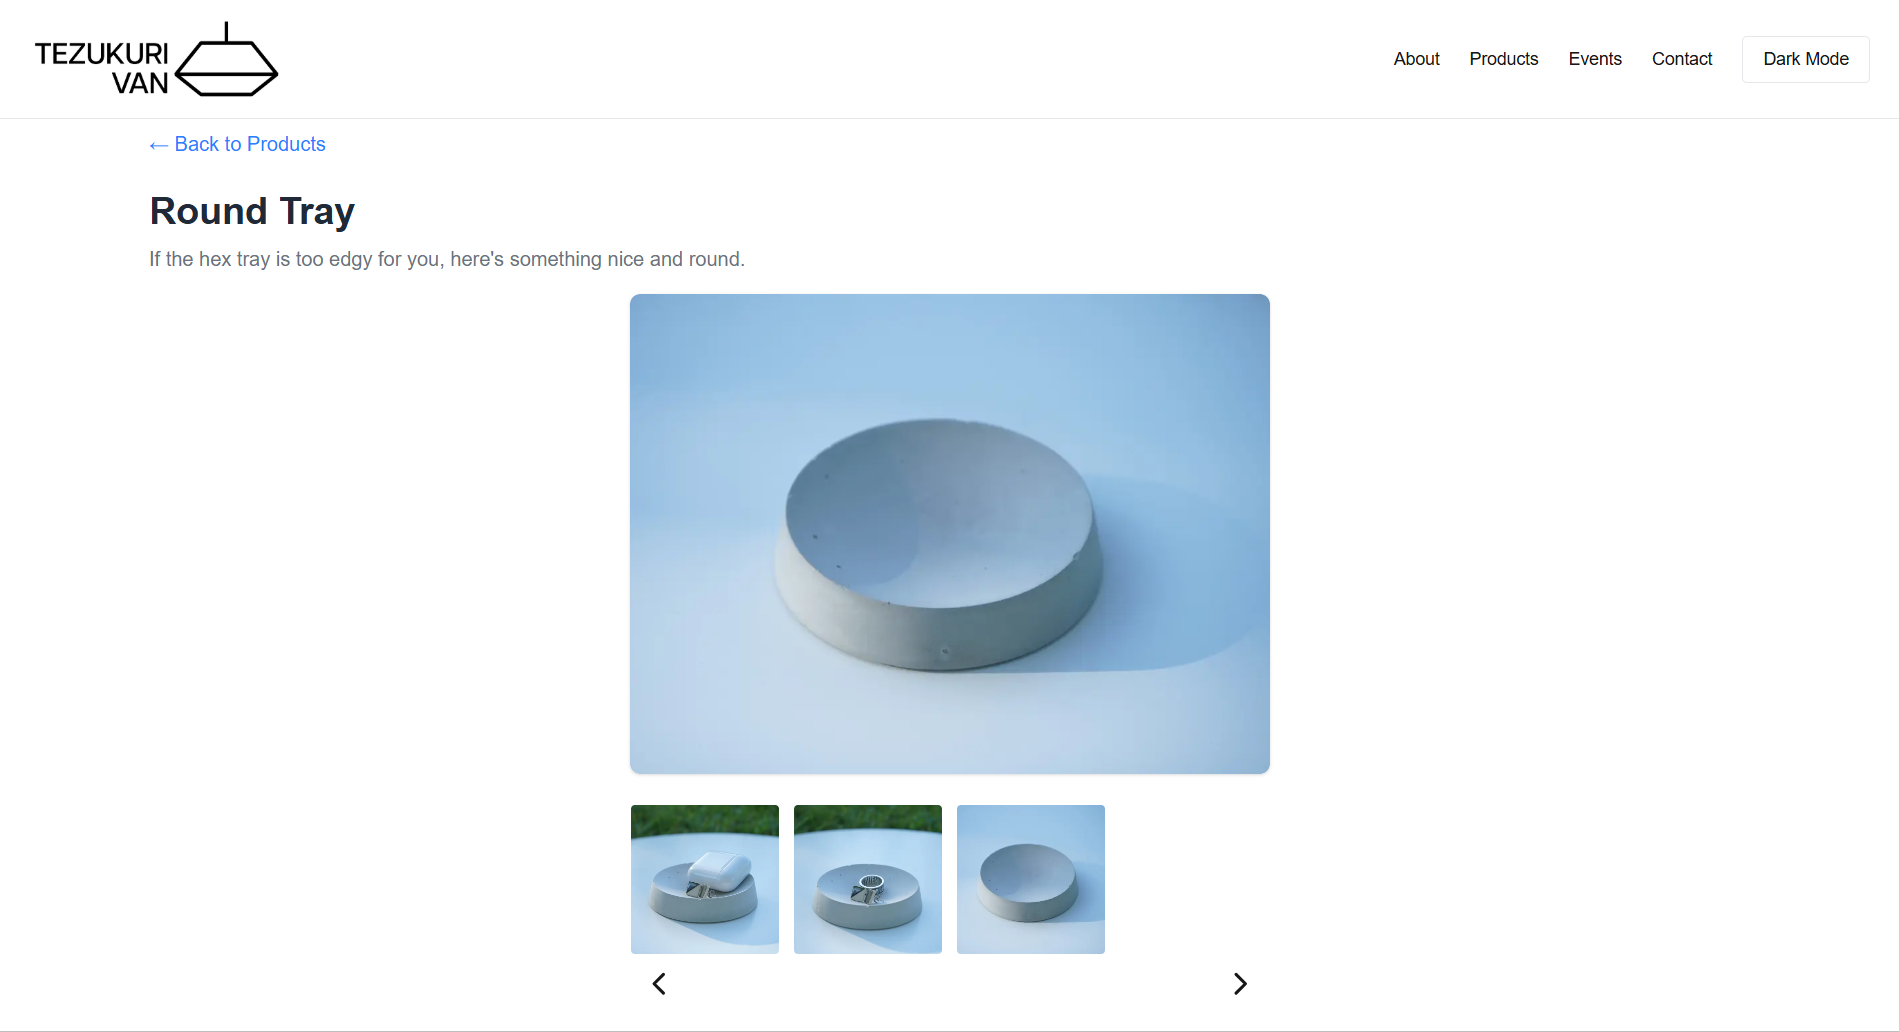 TEZUKURI
VAN
About
Products
Events
Contact
Dark Mode
← Back to Products
Round Tray
If the hex tray is too edgy for you, here's something nice and round.